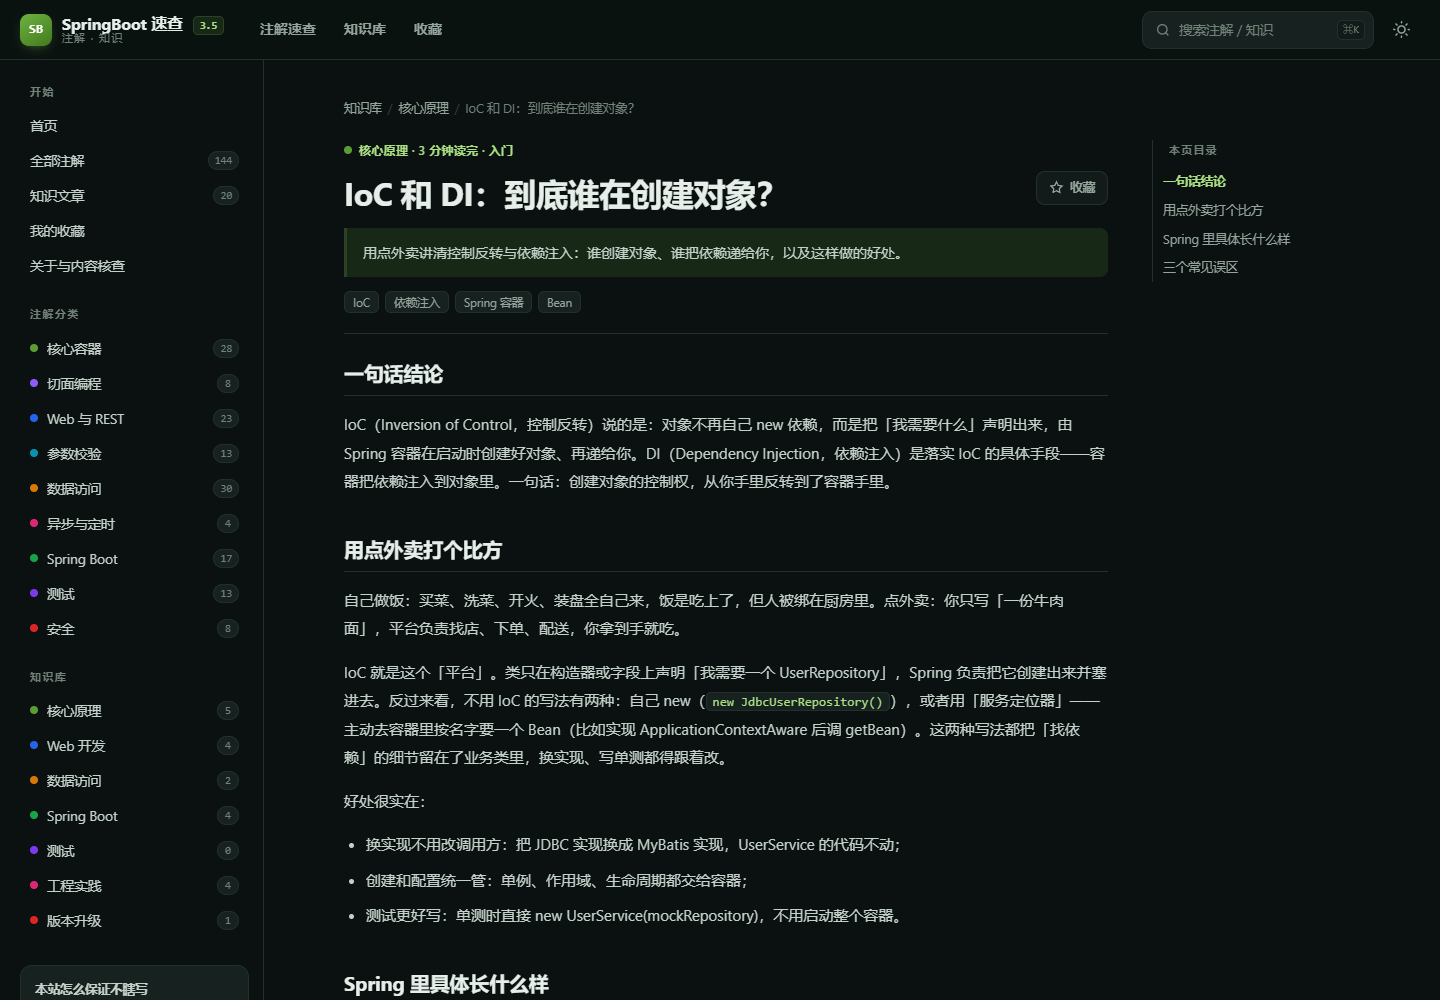 SB
SpringBoot 速查 3.5
注解 · 知识
注解速查 知识库 收藏
搜索注解 / 知识 ⌘K
开始
首页
全部注解 144
知识文章 20
我的收藏
关于与内容核查
注解分类
核心容器 28
切面编程 8
Web 与 REST 23
参数校验 13
数据访问 30
异步与定时 4
Spring Boot 17
测试 13
安全 8
知识库
核心原理 5
Web 开发 4
数据访问 2
Spring Boot 4
测试 0
工程实践 4
版本升级 1
本站怎么保证不瞎写
知识库 / 核心原理 / IoC 和 DI：到底谁在创建对象？
核心原理 · 3 分钟读完 · 入门
IoC 和 DI：到底谁在创建对象？
收藏
用点外卖讲清控制反转与依赖注入：谁创建对象、谁把依赖递给你，以及这样做的好处。
IoC 依赖注入 Spring 容器 Bean
一句话结论
IoC（Inversion of Control，控制反转）说的是：对象不再自己 new 依赖，而是把「我需要什么」声明出来，由
Spring 容器在启动时创建好对象、再递给你。DI（Dependency Injection，依赖注入）是落实 IoC 的具体手段——容
器把依赖注入到对象里。一句话：创建对象的控制权，从你手里反转到了容器手里。
用点外卖打个比方
自己做饭：买菜、洗菜、开火、装盘全自己来，饭是吃上了，但人被绑在厨房里。点外卖：你只写「一份牛肉
面」，平台负责找店、下单、配送，你拿到手就吃。
IoC 就是这个「平台」。类只在构造器或字段上声明「我需要一个 UserRepository」，Spring 负责把它创建出来并塞
进去。反过来看，不用 IoC 的写法有两种：自己 new（new JdbcUserRepository()），或者用「服务定位器」——
主动去容器里按名字要一个 Bean（比如实现 ApplicationContextAware 后调 getBean）。这两种写法都把「找依
赖」的细节留在了业务类里，换实现、写单测都得跟着改。
好处很实在：
• 换实现不用改调用方：把 JDBC 实现换成 MyBatis 实现，UserService 的代码不动；
• 创建和配置统一管：单例、作用域、生命周期都交给容器；
• 测试更好写：单测时直接 new UserService(mockRepository)，不用启动整个容器。
Spring 里具体长什么样
本页目录
一句话结论
用点外卖打个比方
Spring 里具体长什么样
三个常见误区